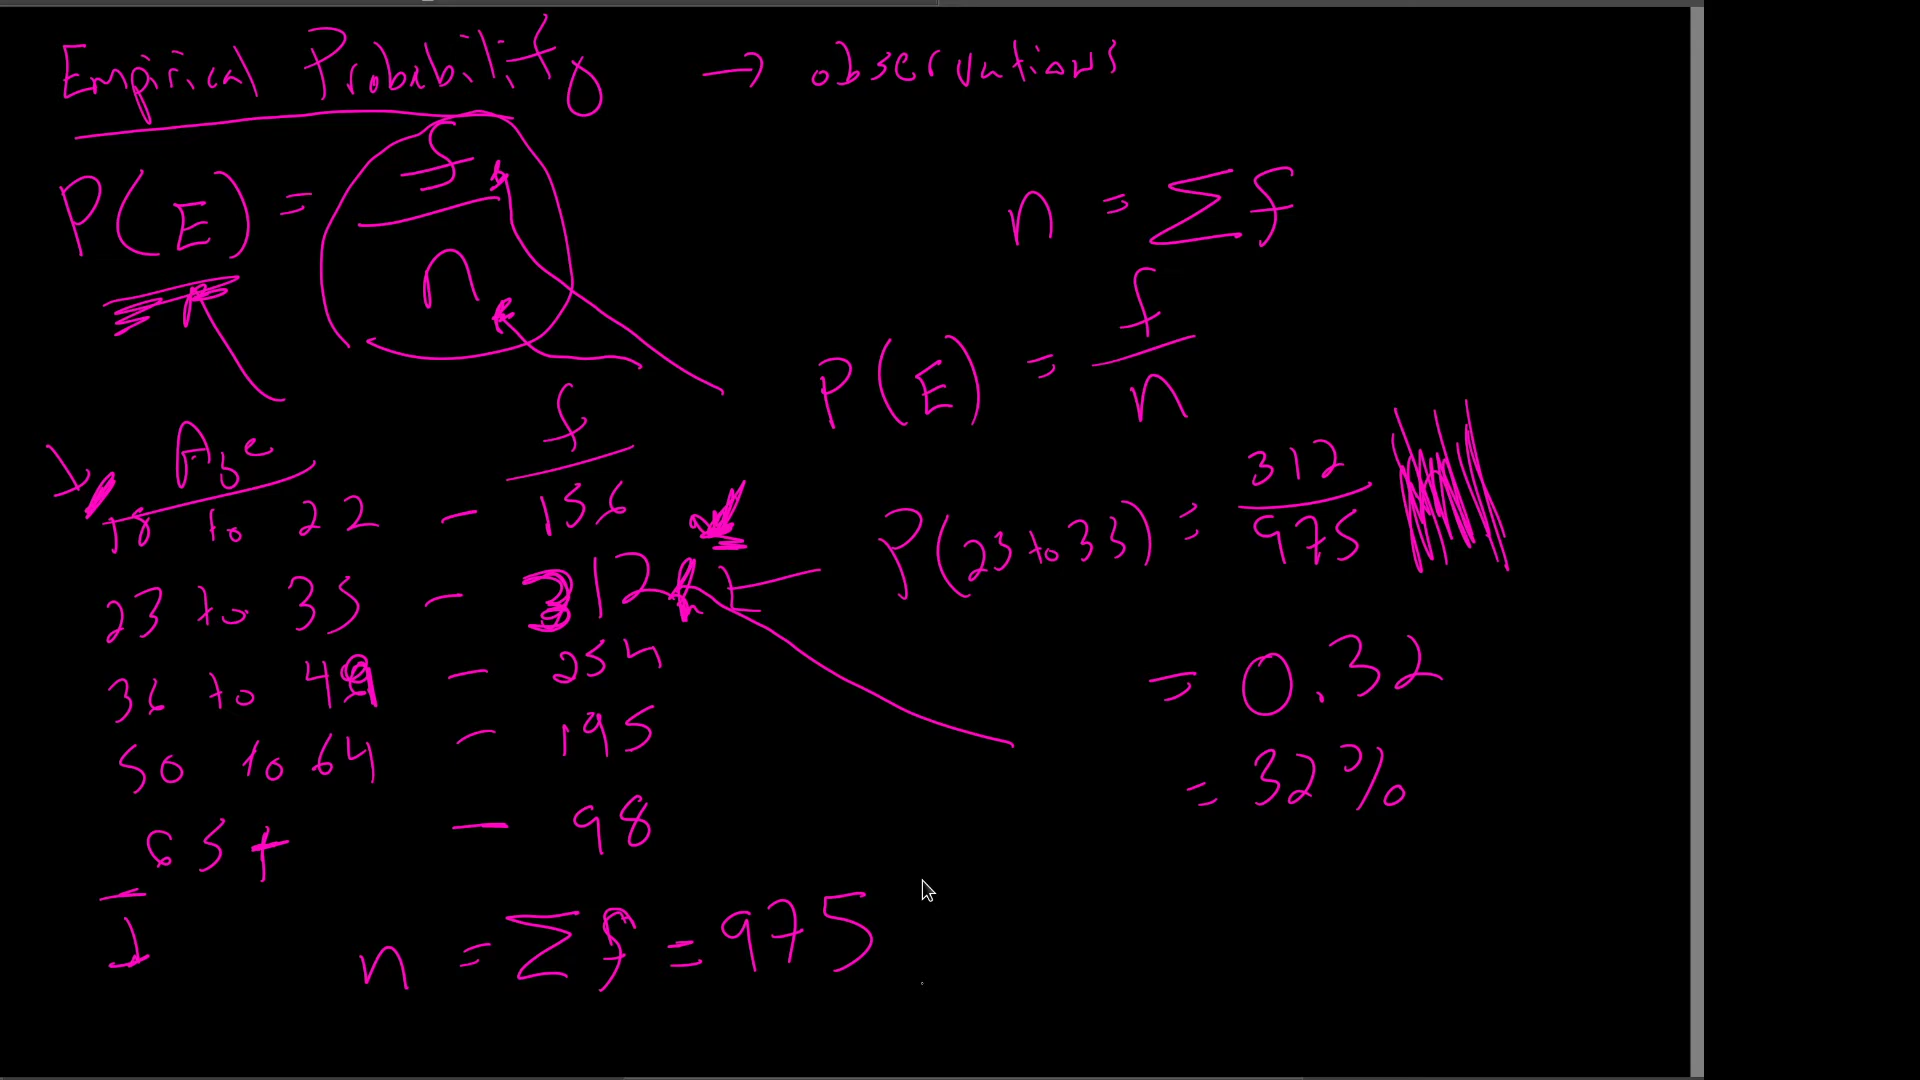 Empirical Probability → observations
P(E) = f / n
n = Σf
P(E) = f / n
Age f
18 to 22 - 156
23 to 35 - 312
36 to 49 - 254
50 to 64 - 195
65+ - 98
n = Σf = 975
P(23 to 33) = 312 / 975
= 0.32
= 32%